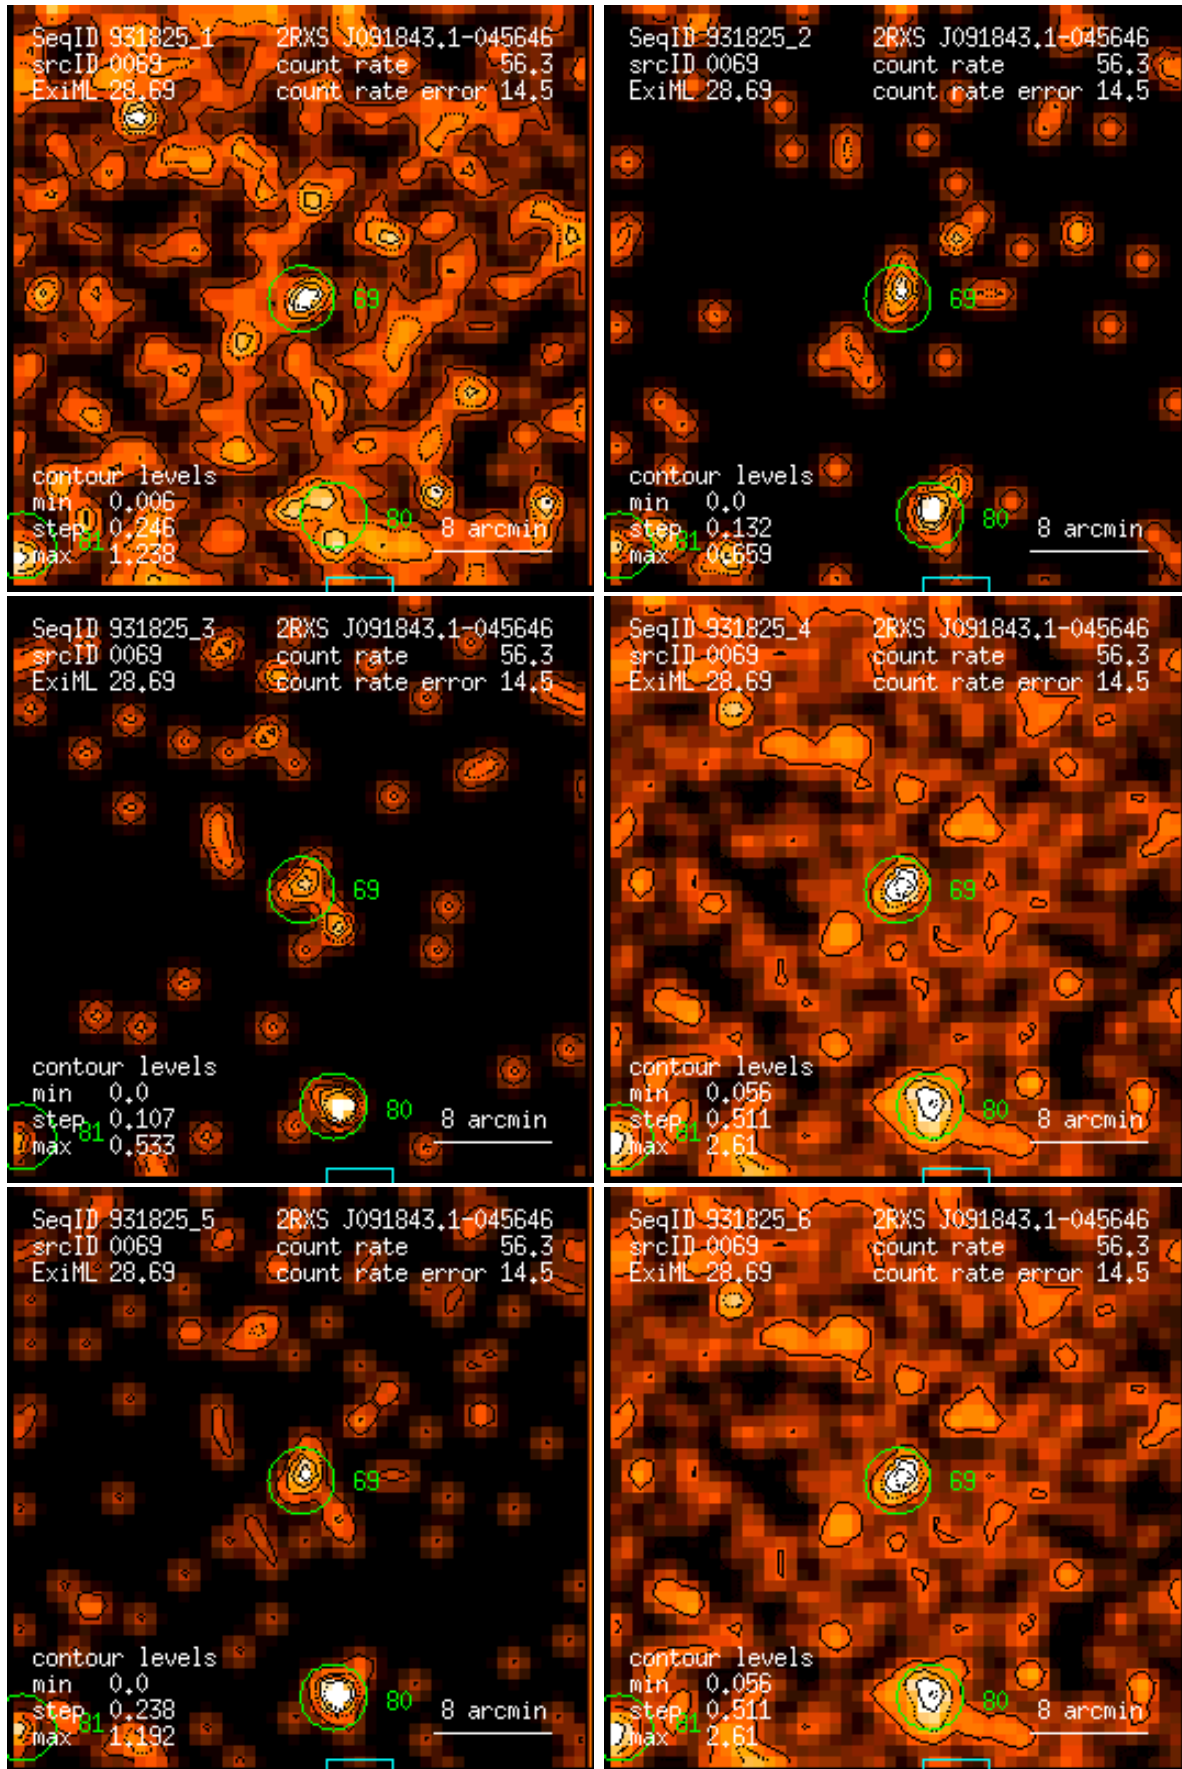 SeqID 931825_1 2RXS J091843.1-045646
srcID 0069 count rate 56.3
ExiML 28.69 count rate error 14.5
69
contour levels
min 0.006
step 0.246
max 1.238
81
80
8 arcmin
SeqID 931825_2 2RXS J091843.1-045646
srcID 0069 count rate 56.3
ExiML 28.69 count rate error 14.5
69
contour levels
min 0.0
step 0.132
max 0.659
81
80
8 arcmin
SeqID 931825_3 2RXS J091843.1-045646
srcID 0069 count rate 56.3
ExiML 28.69 count rate error 14.5
69
contour levels
min 0.0
step 0.107
max 0.533
81
80
8 arcmin
SeqID 931825_4 2RXS J091843.1-045646
srcID 0069 count rate 56.3
ExiML 28.69 count rate error 14.5
69
contour levels
min 0.056
step 0.511
max 2.61
81
80
8 arcmin
SeqID 931825_5 2RXS J091843.1-045646
srcID 0069 count rate 56.3
ExiML 28.69 count rate error 14.5
69
contour levels
min 0.0
step 0.238
max 1.192
81
80
8 arcmin
SeqID 931825_6 2RXS J091843.1-045646
srcID 0069 count rate 56.3
ExiML 28.69 count rate error 14.5
69
contour levels
min 0.056
step 0.511
max 2.61
81
80
8 arcmin